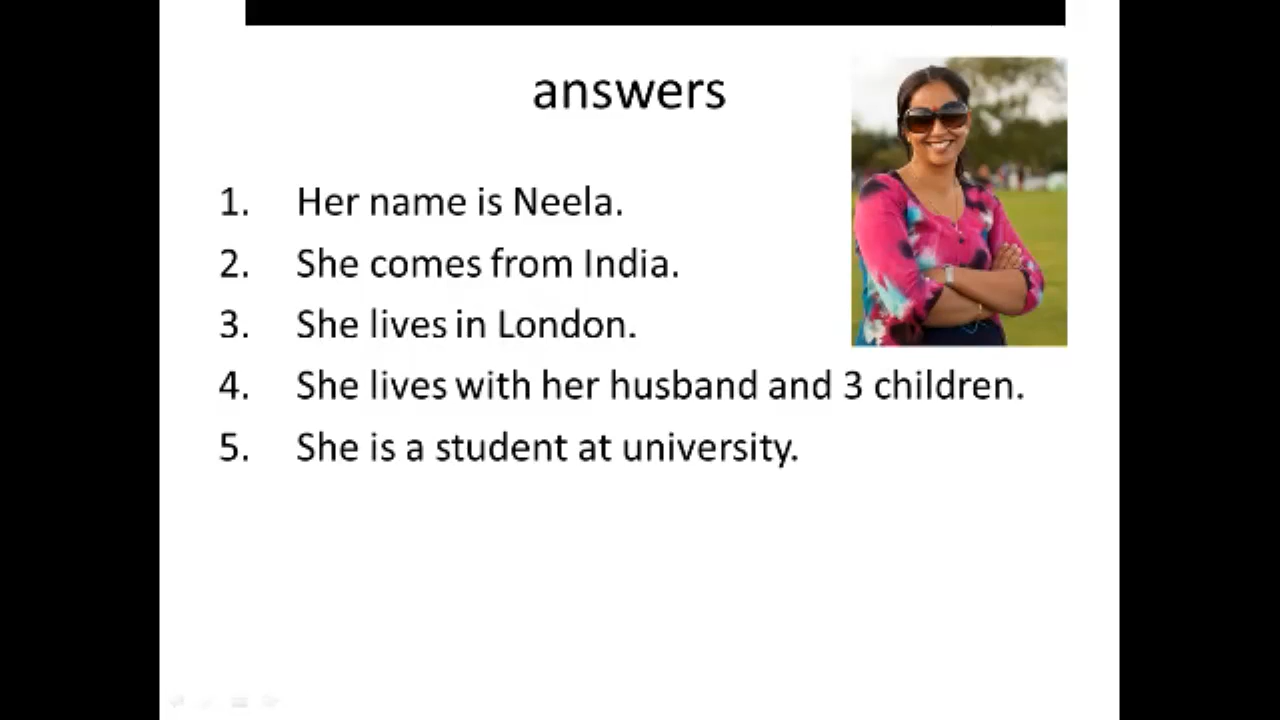 answers
1. Her name is Neela.
2. She comes from India.
3. She lives in London.
4. She lives with her husband and 3 children.
5. She is a student at university.